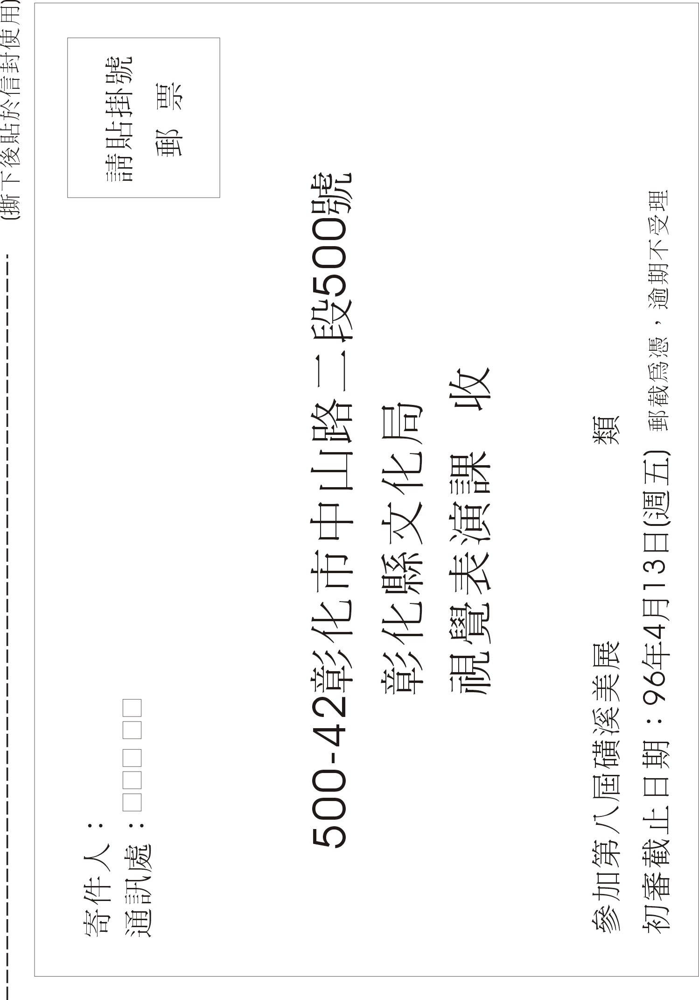 (撕下後貼於信封使用)
請貼掛號
郵 票
寄件人：
通訊處：□□□□□
500-42彰化市中山路二段500號
彰化縣文化局
視覺表演課 收
參加第八屆磺溪美展 類
初審截止日期：96年4月13日(週五) 郵戳為憑，逾期不受理